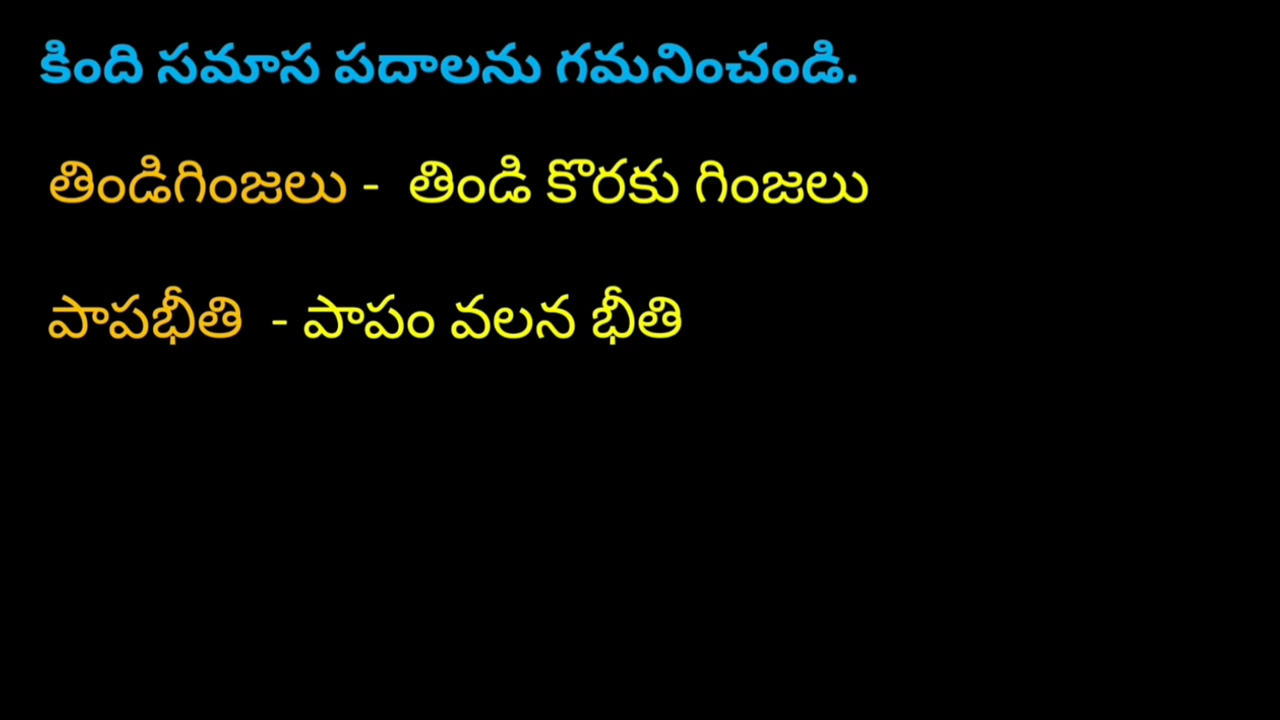 కింది సమాస పదాలను గమనించండి.
తిండిగింజలు - తిండి కొరకు గింజలు
పాపభీతి - పాపం వలన భీతి